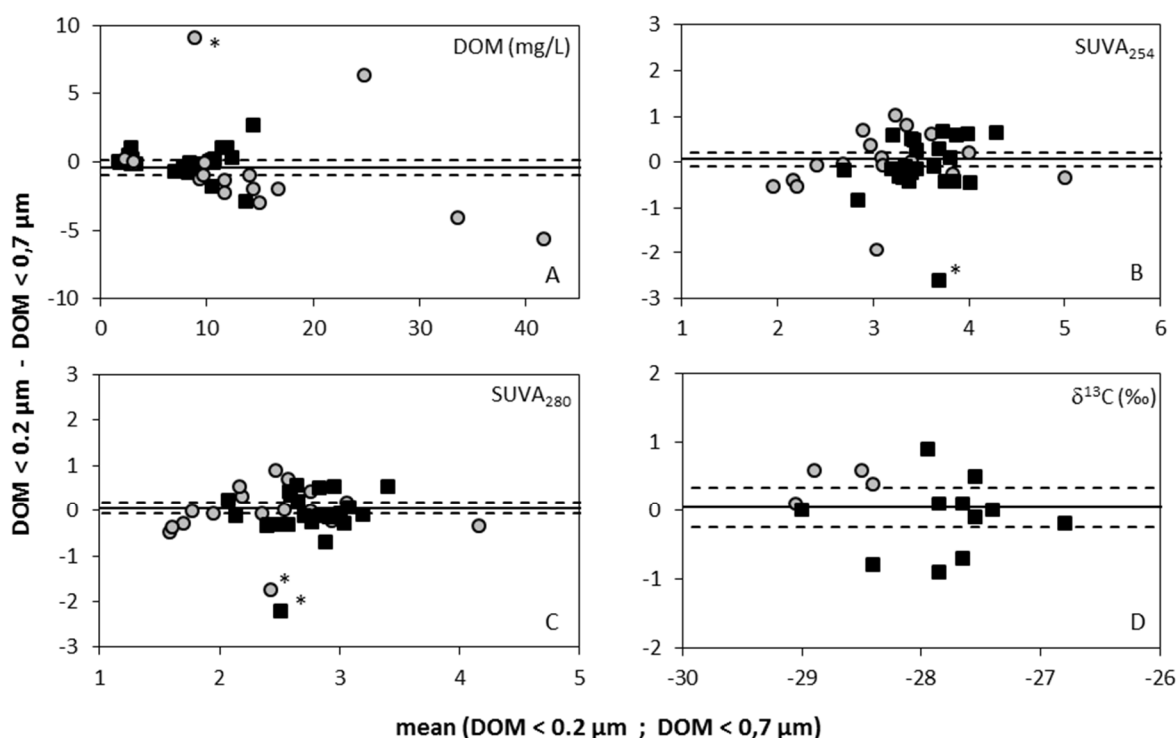 DOM < 0.2 µm - DOM < 0,7 µm
10
5
0
-5
-10
0 10 20 30 40
DOM (mg/L)
*
A
3
2
1
0
-1
-2
-3
1 2 3 4 5 6
SUVA254
*
B
3
2
1
0
-1
-2
-3
1 2 3 4 5
SUVA280
*
*
C
2
1
0
-1
-2
-30 -29 -28 -27 -26
δ13C (‰)
D
mean (DOM < 0.2 µm ; DOM < 0,7 µm)